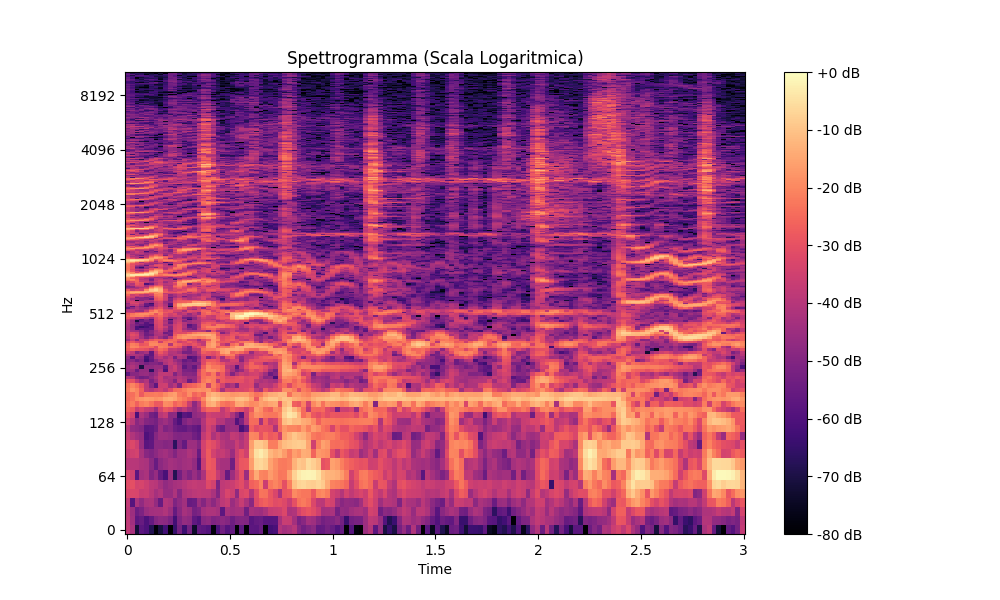 Spettrogramma (Scala Logaritmica)
Hz
8192
4096
2048
1024
512
256
128
64
0
0 0.5 1 1.5 2 2.5 3
Time
+0 dB
-10 dB
-20 dB
-30 dB
-40 dB
-50 dB
-60 dB
-70 dB
-80 dB